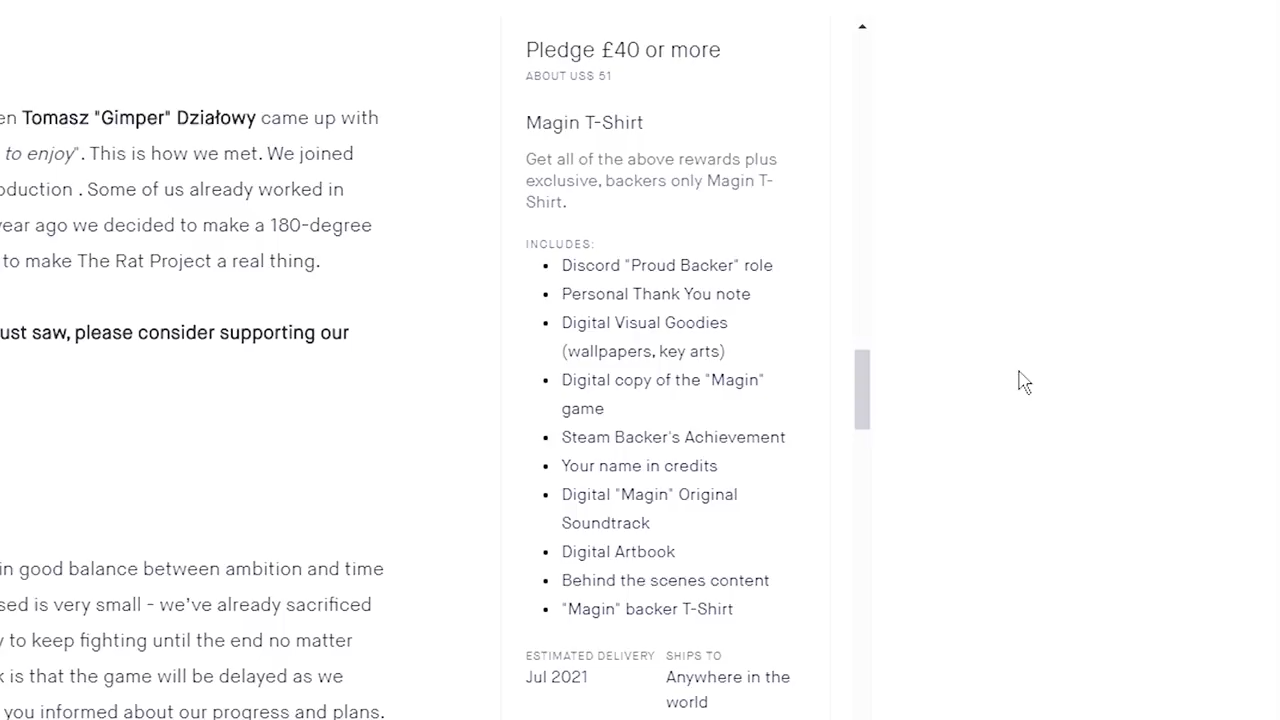 en Tomasz "Gimper" Działowy came up with
to enjoy". This is how we met. We joined
oduction . Some of us already worked in
year ago we decided to make a 180-degree
to make The Rat Project a real thing.
ust saw, please consider supporting our
in good balance between ambition and time
sed is very small - we've already sacrificed
y to keep fighting until the end no matter
k is that the game will be delayed as we
you informed about our progress and plans.
Pledge £40 or more
ABOUT US$ 51
Magin T-Shirt
Get all of the above rewards plus
exclusive, backers only Magin T-
Shirt.
INCLUDES:
• Discord "Proud Backer" role
• Personal Thank You note
• Digital Visual Goodies
(wallpapers, key arts)
• Digital copy of the "Magin"
game
• Steam Backer's Achievement
• Your name in credits
• Digital "Magin" Original
Soundtrack
• Digital Artbook
• Behind the scenes content
• "Magin" backer T-Shirt
ESTIMATED DELIVERY SHIPS TO
Jul 2021 Anywhere in the
world